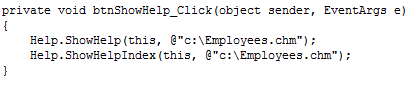 private void btnShowHelp_Click(object sender, EventArgs e)
{
    Help.ShowHelp(this, @"c:\Employees.chm");
    Help.ShowHelpIndex(this, @"c:\Employees.chm");
}